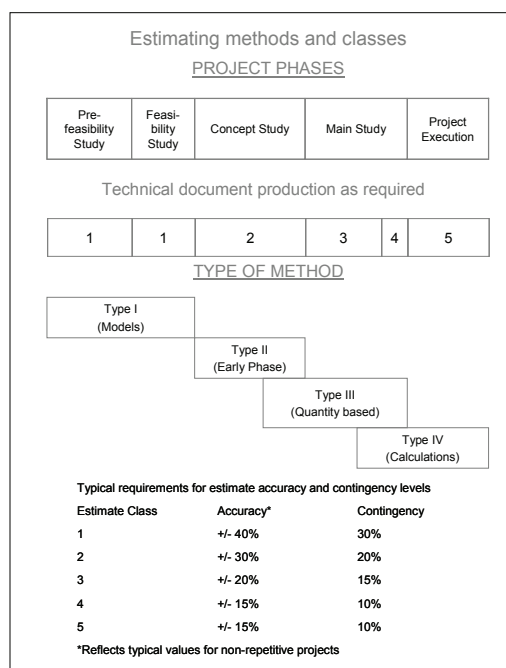 Estimating methods and classes
PROJECT PHASES
Pre-
feasibility
Study
Feasi-
bility
Study
Concept Study
Main Study
Project
Execution
Technical document production as required
1 1 2 3 4 5
TYPE OF METHOD
Type I
(Models)
Type II
(Early Phase)
Type III
(Quantity based)
Type IV
(Calculations)
Typical requirements for estimate accuracy and contingency levels
Estimate Class Accuracy* Contingency
1 +/- 40% 30%
2 +/- 30% 20%
3 +/- 20% 15%
4 +/- 15% 10%
5 +/- 15% 10%
*Reflects typical values for non-repetitive projects